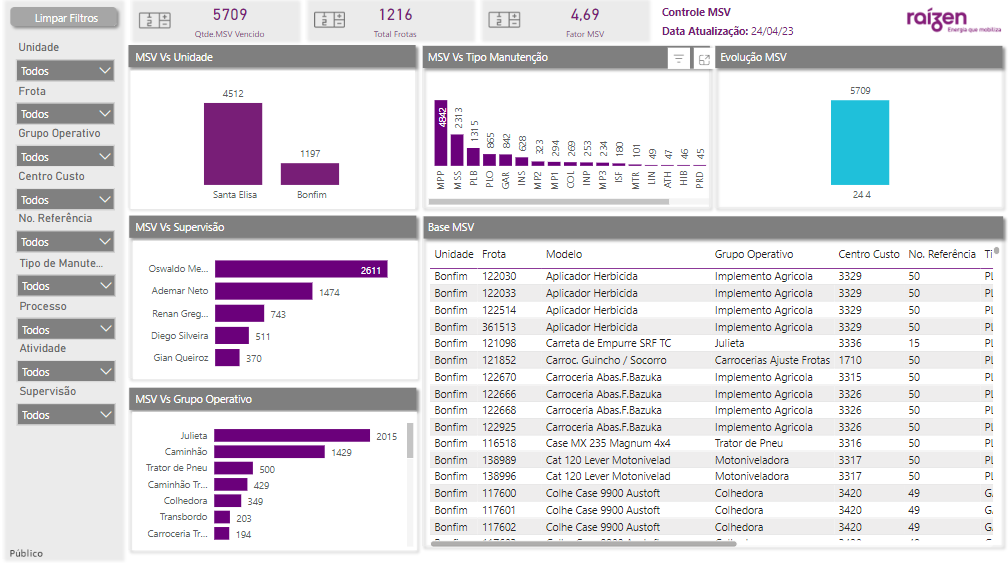 Limpar Filtros
5709
Qtde.MSV Vencido
1216
Total Frotas
4,69
Fator MSV
Controle MSV
Data Atualização: 24/04/23
raízen
Energia que mobiliza
Unidade
Todos
Frota
Todos
Grupo Operativo
Todos
Centro Custo
Todos
No. Referência
Todos
Tipo de Manute...
Todos
Processo
Todos
Atividade
Todos
Supervisão
Todos
Público
MSV Vs Unidade
4512
1197
Santa Elisa
Bonfim
MSV Vs Tipo Manutenção
4842
2313
1315
865
842
628
323
294
269
253
234
180
101
49
47
46
45
MPP
MSS
PLB
PLO
GAR
INS
MP2
MP1
COL
INP
MP3
ISF
MTR
LIN
ATH
HIB
PRD
Evolução MSV
5709
24 4
MSV Vs Supervisão
Oswaldo Me... 2611
Ademar Neto 1474
Renan Greg... 743
Diego Silveira 511
Gian Queiroz 370
MSV Vs Grupo Operativo
Julieta 2015
Caminhão 1429
Trator de Pneu 500
Caminhão Tr... 429
Colhedora 349
Transbordo 203
Carroceria Tr... 194
Base MSV
Unidade Frota Modelo Grupo Operativo Centro Custo No. Referência Ti
Bonfim 122030 Aplicador Herbicida Implemento Agricola 3329 50 PL
Bonfim 122033 Aplicador Herbicida Implemento Agricola 3329 50 PL
Bonfim 122514 Aplicador Herbicida Implemento Agricola 3329 50 PL
Bonfim 361513 Aplicador Herbicida Implemento Agricola 3329 50 PL
Bonfim 121098 Carreta de Empurre SRF TC Julieta 3336 15 PL
Bonfim 121852 Carroc. Guincho / Socorro Carrocerias Ajuste Frotas 1710 50 PL
Bonfim 122670 Carroceria Abas.F.Bazuka Implemento Agricola 3315 50 PL
Bonfim 122666 Carroceria Abas.F.Bazuka Implemento Agricola 3326 50 PL
Bonfim 122668 Carroceria Abas.F.Bazuka Implemento Agricola 3326 50 PL
Bonfim 122925 Carroceria Abas.F.Bazuka Implemento Agricola 3326 50 PL
Bonfim 116518 Case MX 235 Magnum 4x4 Trator de Pneu 3316 50 PL
Bonfim 138989 Cat 120 Lever Motonivelad Motoniveladora 3317 50 PL
Bonfim 138996 Cat 120 Lever Motonivelad Motoniveladora 3317 50 PL
Bonfim 117600 Colhe Case 9900 Austoft Colhedora 3420 49 G
Bonfim 117601 Colhe Case 9900 Austoft Colhedora 3420 49 G
Bonfim 117602 Colhe Case 9900 Austoft Colhedora 3420 49 G